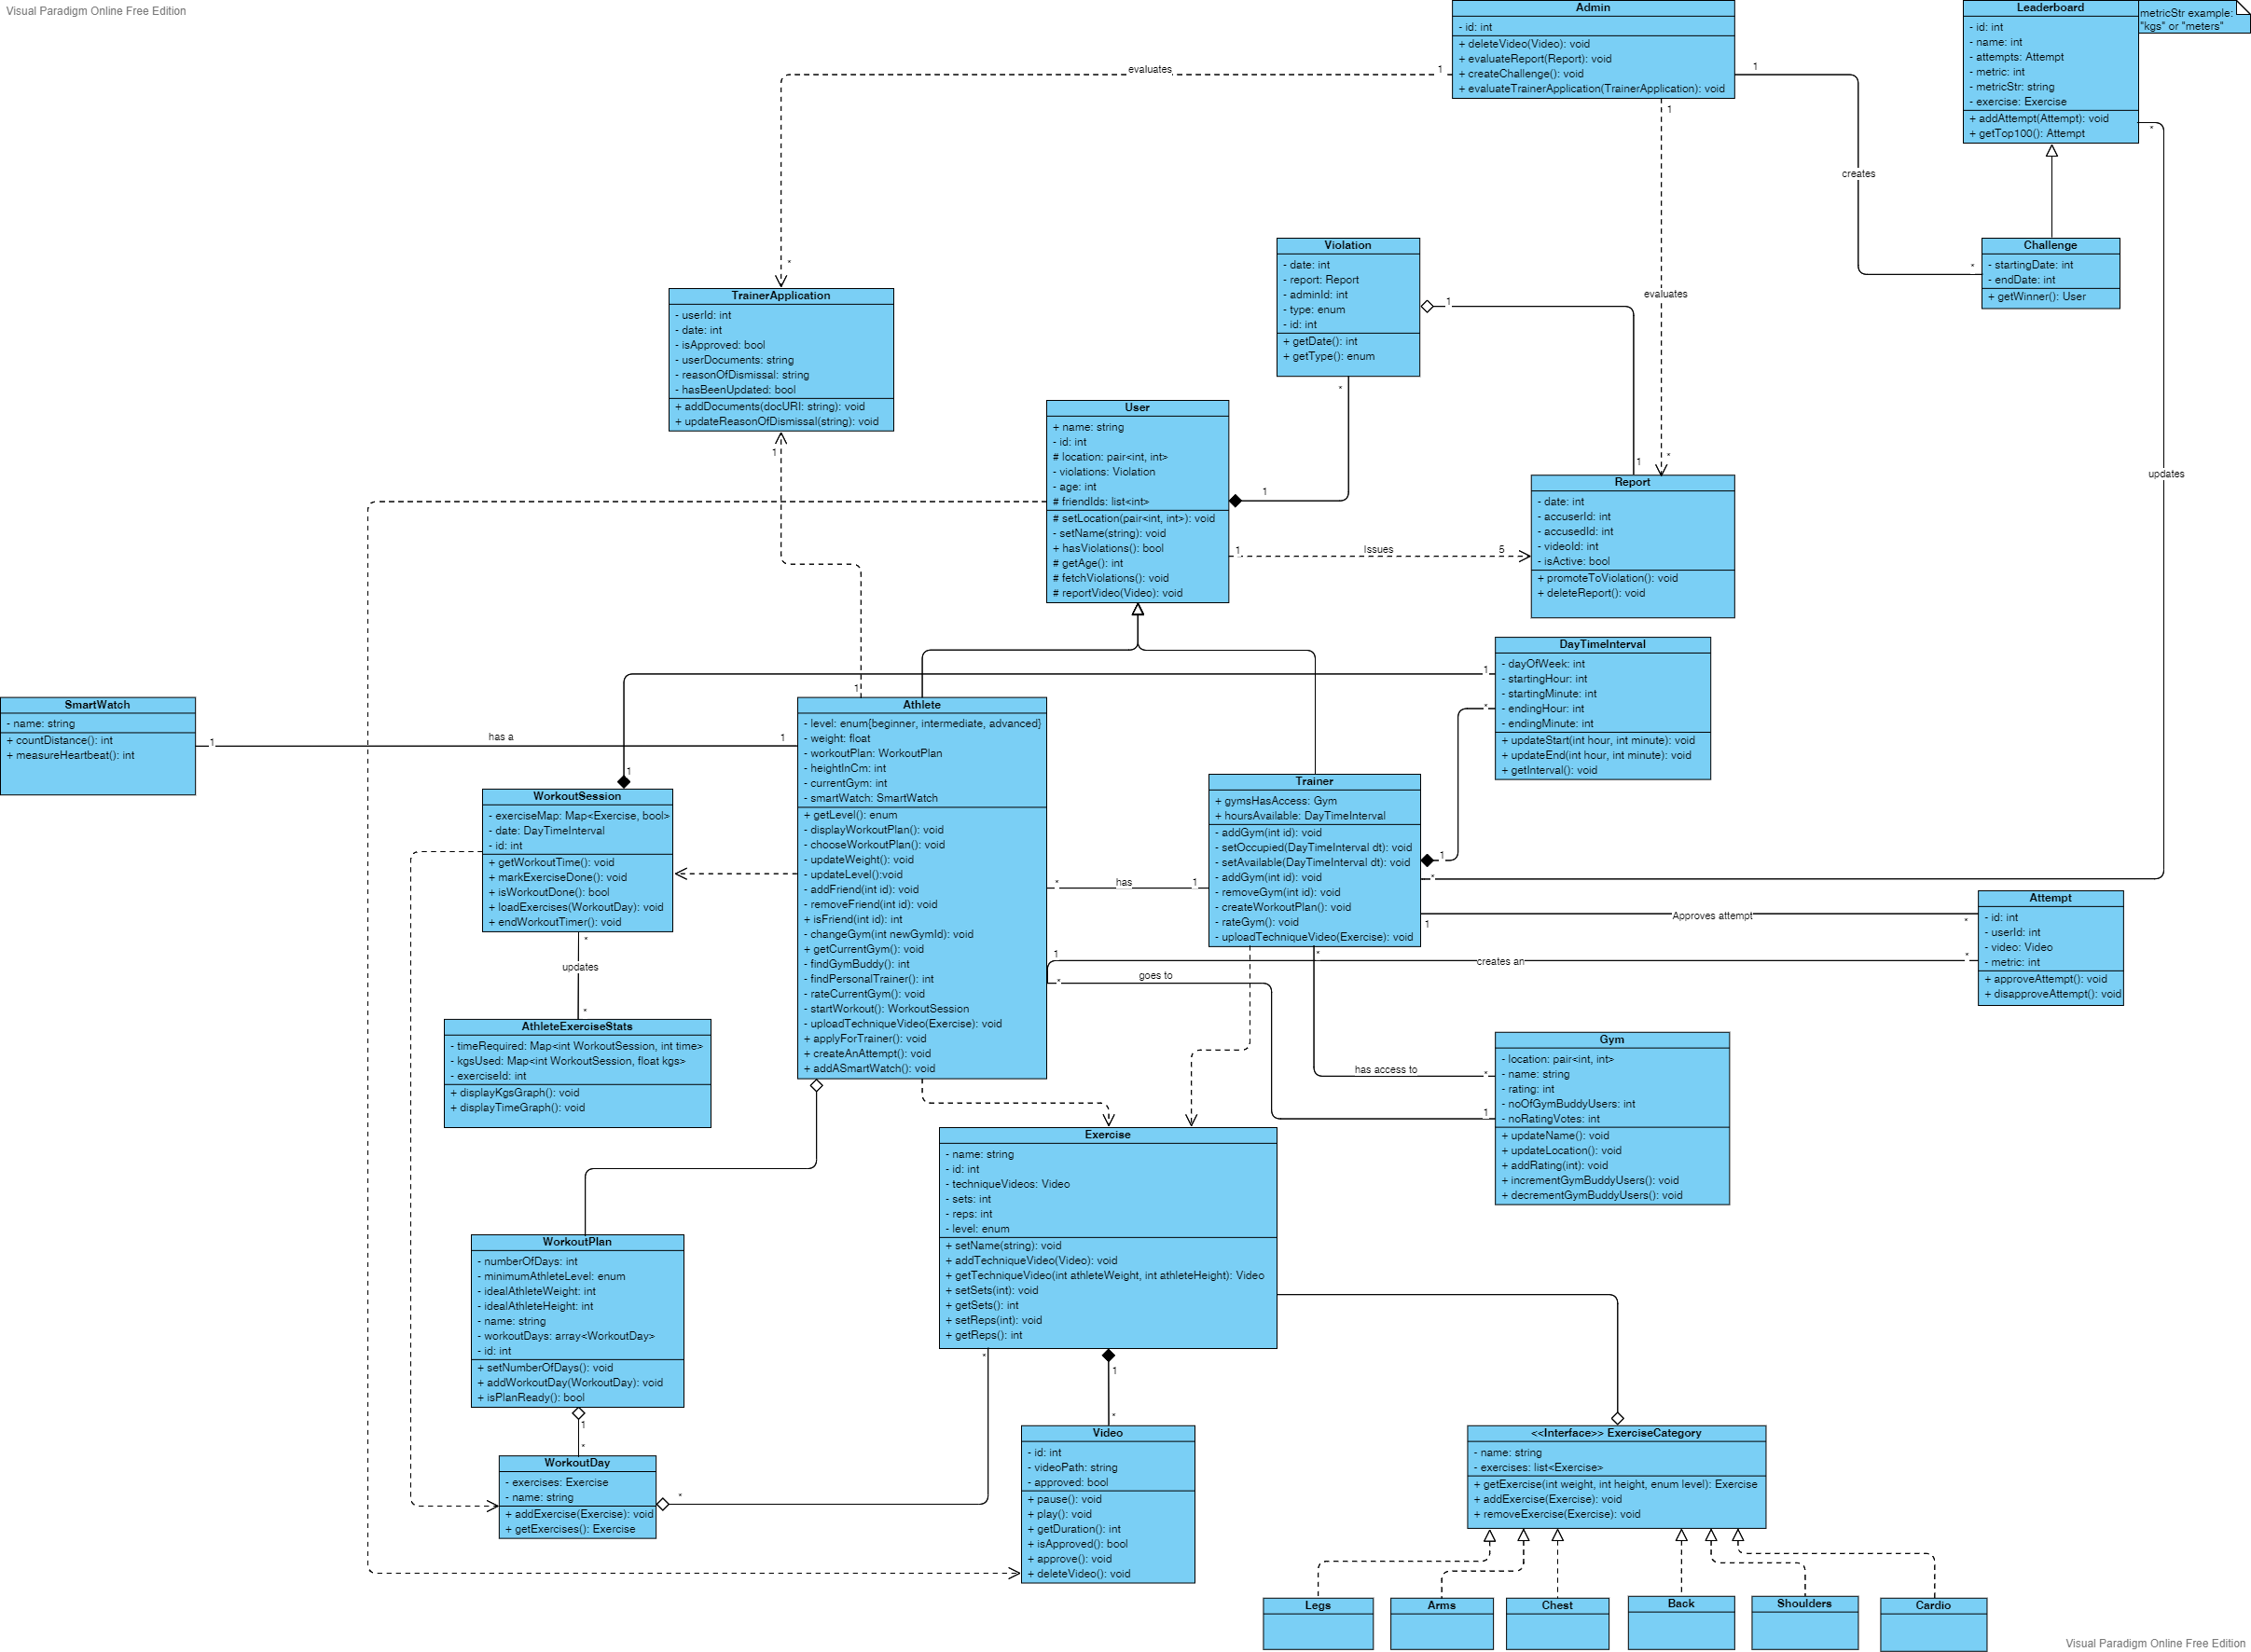 Visual Paradigm Online Free Edition
Admin
- id: int
+ deleteVideo(Video): void
+ evaluateReport(Report): void
+ createChallenge(): void
+ evaluateTrainerApplication(TrainerApplication): void
Leaderboard
- id: int
- name: int
- attempts: Attempt
- metric: int
- metricStr: string
- exercise: Exercise
+ addAttempt(Attempt): void
+ getTop100(): Attempt
metricStr example:
"kgs" or "meters"
evaluates
1
*
1
creates
*
1
evaluates
*
*
updates
*
Challenge
- startingDate: int
- endDate: int
+ getWinner(): User
Violation
- date: int
- report: Report
- adminId: int
- type: enum
- id: int
+ getDate(): int
+ getType(): enum
1
1
*
1
TrainerApplication
- userId: int
- date: int
- isApproved: bool
- userDocuments: string
- reasonOfDismissal: string
- hasBeenUpdated: bool
+ addDocuments(docURI: string): void
+ updateReasonOfDismissal(string): void
1
1
User
+ name: string
- id: int
# location: pair<int, int>
- violations: Violation
- age: int
# friendIds: list<int>
# setLocation(pair<int, int>): void
- setName(string): void
+ hasViolations(): bool
# getAge(): int
# fetchViolations(): void
# reportVideo(Video): void
1
Issues
5
Report
- date: int
- accuserId: int
- accusedId: int
- videoId: int
- isActive: bool
+ promoteToViolation(): void
+ deleteReport(): void
DayTimeInterval
- dayOfWeek: int
- startingHour: int
- startingMinute: int
- endingHour: int
- endingMinute: int
+ updateStart(int hour, int minute): void
+ updateEnd(int hour, int minute): void
+ getInterval(): void
1
1
*
1
SmartWatch
- name: string
+ countDistance(): int
+ measureHeartbeat(): int
1
has a
1
Athlete
- level: enum{beginner, intermediate, advanced}
- weight: float
- workoutPlan: WorkoutPlan
- heightInCm: int
- currentGym: int
- smartWatch: SmartWatch
+ getLevel(): enum
- displayWorkoutPlan(): void
- chooseWorkoutPlan(): void
- updateWeight(): void
- updateLevel():void
- addFriend(int id): void
- removeFriend(int id): void
+ isFriend(int id): int
- changeGym(int newGymId): void
+ getCurrentGym(): void
- findGymBuddy(): int
- findPersonalTrainer(): int
- rateCurrentGym(): void
- startWorkout(): WorkoutSession
- uploadTechniqueVideo(Exercise): void
+ applyForTrainer(): void
+ createAnAttempt(): void
+ addASmartWatch(): void
WorkoutSession
- exerciseMap: Map<Exercise, bool>
- date: DayTimeInterval
- id: int
+ getWorkoutTime(): void
+ markExerciseDone(): void
+ isWorkoutDone(): bool
+ loadExercises(WorkoutDay): void
+ endWorkoutTimer(): void
*
updates
*
AthleteExerciseStats
- timeRequired: Map<int WorkoutSession, int time>
- kgsUsed: Map<int WorkoutSession, float kgs>
- exerciseId: int
+ displayKgsGraph(): void
+ displayTimeGraph(): void
Trainer
+ gymsHasAccess: Gym
+ hoursAvailable: DayTimeInterval
- addGym(int id): void
- setOccupied(DayTimeInterval dt): void
- setAvailable(DayTimeInterval dt): void
- addGym(int id): void
- removeGym(int id): void
- createWorkoutPlan(): void
- rateGym(): void
- uploadTechniqueVideo(Exercise): void
*
has
1
1
Approves attempt
*
1
creates an
*
*
goes to
1
*
has access to
*
Attempt
- id: int
- userId: int
- video: Video
- metric: int
+ approveAttempt(): void
+ disapproveAttempt(): void
Gym
- location: pair<int, int>
- name: string
- rating: int
- noOfGymBuddyUsers: int
- noRatingVotes: int
+ updateName(): void
+ updateLocation(): void
+ addRating(int): void
+ incrementGymBuddyUsers(): void
+ decrementGymBuddyUsers(): void
Exercise
- name: string
- id: int
- techniqueVideos: Video
- sets: int
- reps: int
- level: enum
+ setName(string): void
+ addTechniqueVideo(Video): void
+ getTechniqueVideo(int athleteWeight, int athleteHeight): Video
+ setSets(int): void
+ getSets(): int
+ setReps(int): void
+ getReps(): int
*
1
*
WorkoutPlan
- numberOfDays: int
- minimumAthleteLevel: enum
- idealAthleteWeight: int
- idealAthleteHeight: int
- name: string
- workoutDays: array<WorkoutDay>
- id: int
+ setNumberOfDays(): void
+ addWorkoutDay(WorkoutDay): void
+ isPlanReady(): bool
1
*
WorkoutDay
- exercises: Exercise
- name: string
+ addExercise(Exercise): void
+ getExercises(): Exercise
*
Video
- id: int
- videoPath: string
- approved: bool
+ pause(): void
+ play(): void
+ getDuration(): int
+ isApproved(): bool
+ approve(): void
+ deleteVideo(): void
<<Interface>> ExerciseCategory
- name: string
- exercises: list<Exercise>
+ getExercise(int weight, int height, enum level): Exercise
+ addExercise(Exercise): void
+ removeExercise(Exercise): void
Legs
Arms
Chest
Back
Shoulders
Cardio
Visual Paradigm Online Free Edition